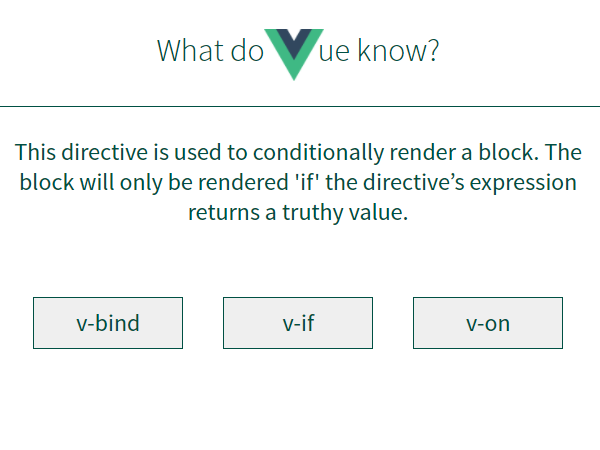 What do Vue know?
This directive is used to conditionally render a block. The
block will only be rendered 'if' the directive’s expression
returns a truthy value.
v-bind
v-if
v-on